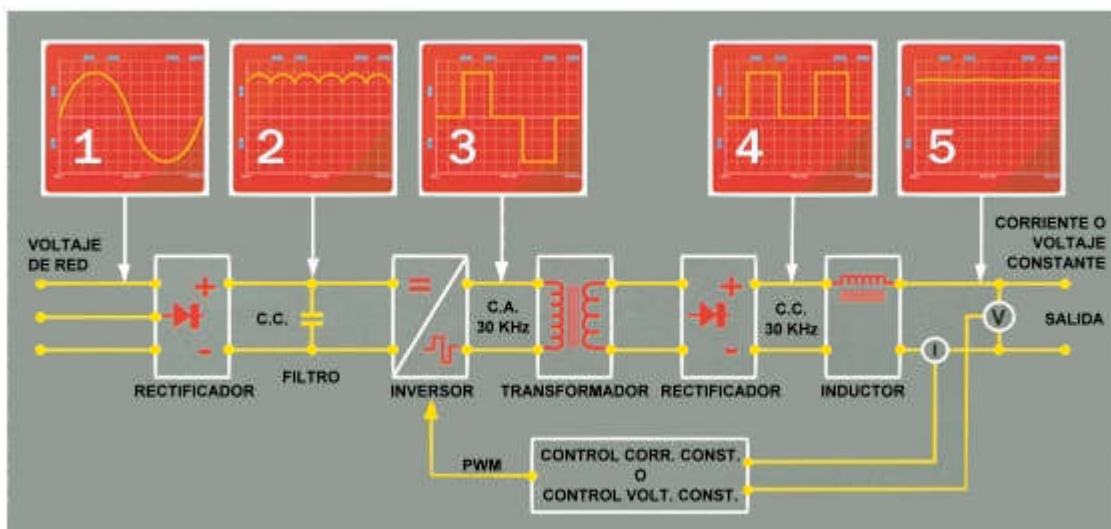 1
2
3
4
5
VOLTAJE
DE RED
CORRIENTE O
VOLTAJE
CONSTANTE
+
-
C.C.
=
C.A.
30 KHz
+
-
C.C.
30 KHz
V
I
SALIDA
RECTIFICADOR
FILTRO
INVERSOR
TRANSFORMADOR
RECTIFICADOR
INDUCTOR
PWM
CONTROL CORR. CONST.
O
CONTROL VOLT. CONST.